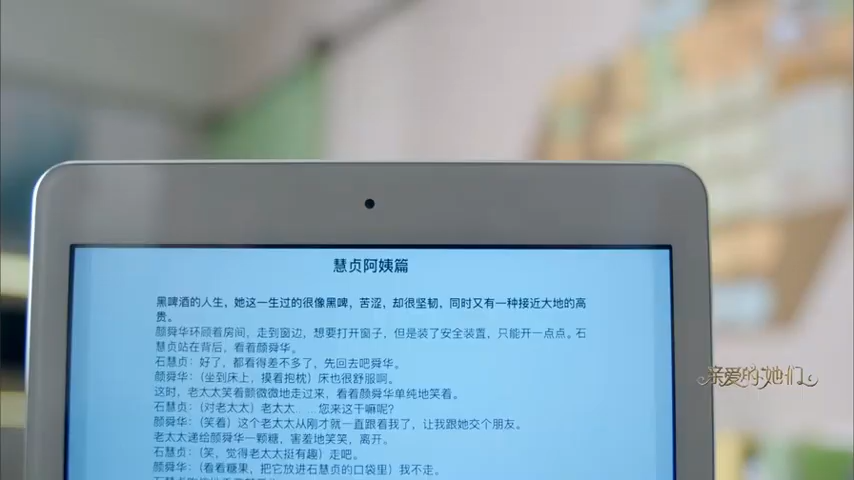 慧贞阿姨篇
黑啤酒的人生，她这一生过的很像黑啤，苦涩，却很坚韧，同时又有一种接近大地的高
贵。
颜舜华环顾着房间，走到窗边，想要打开窗子，但是装了安全装置，只能开一点点。石
慧贞站在背后，看着颜舜华。
石慧贞：好了，都看得差不多了，先回去吧舜华。
颜舜华：（坐到床上，摸着抱枕）床也很舒服啊。
这时，老太太笑着颤微微地走过来，看着颜舜华单纯地笑着。
石慧贞：（对老太太）老太太……您来这干嘛呢？
颜舜华：（笑着）这个老太太从刚才就一直跟着我了，让我跟她交个朋友。
老太太递给颜舜华一颗糖，害羞地笑笑，离开。
石慧贞：（笑，觉得老太太挺有趣）走吧。
颜舜华：（看看糖果，把它放进石慧贞的口袋里）我不走。
亲爱的她们